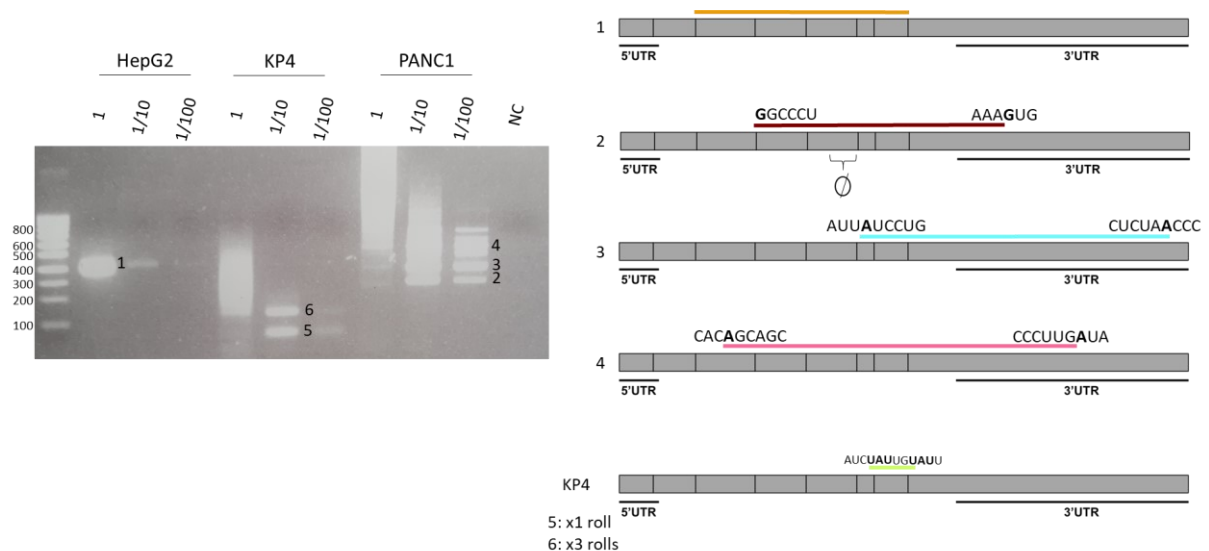 HepG2 KP4 PANC1
1 1/10 1/100 1 1/10 1/100 1 1/10 1/100 NC
800
600
500
400
300
200
100
1
6
5
4
3
2
1
5'UTR 3'UTR
GGCCCU AAAGUG
2
5'UTR 3'UTR
∅
AUUAUCCUG CUCUAACCC
3
5'UTR 3'UTR
CACAGCAGC CCCUUGAUA
4
5'UTR 3'UTR
AUCUAUUGUAUU
KP4
5'UTR 3'UTR
5: x1 roll
6: x3 rolls